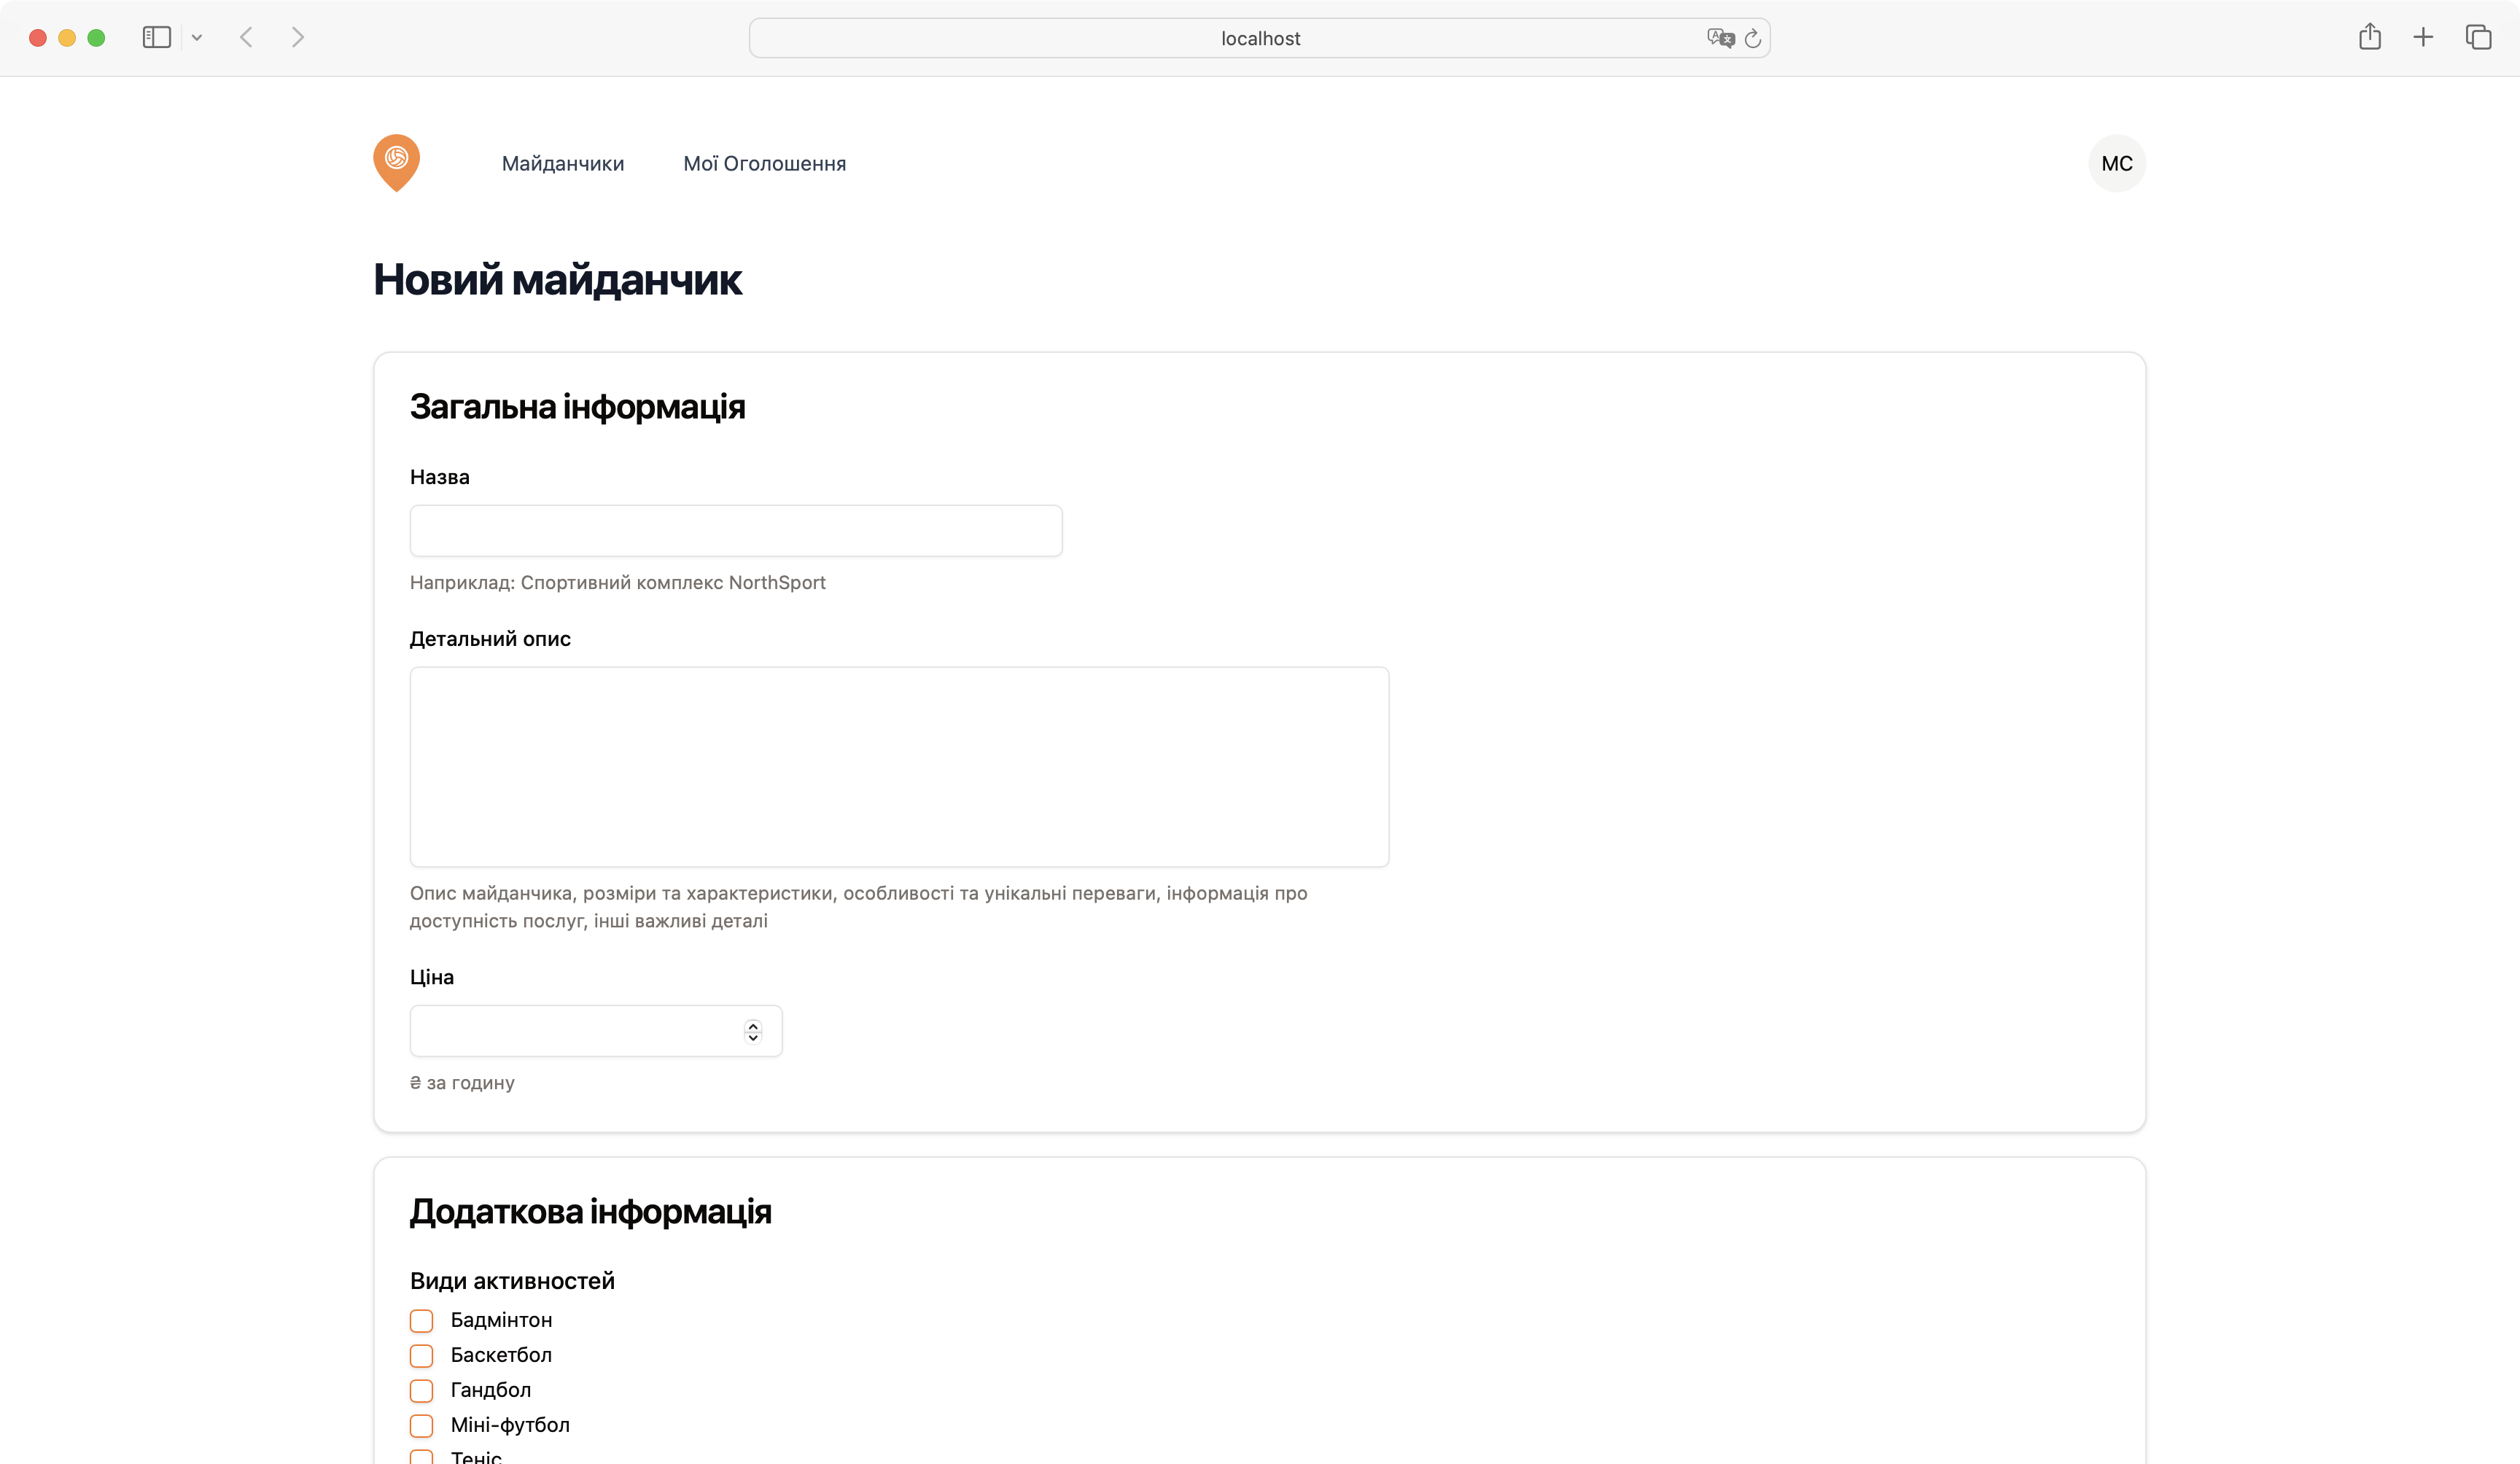 localhost
Майданчики
Мої Оголошення
МС
Новий майданчик
Загальна інформація
Назва
Наприклад: Спортивний комплекс NorthSport
Детальний опис
Опис майданчика, розміри та характеристики, особливості та унікальні переваги, інформація про
доступність послуг, інші важливі деталі
Ціна
₴ за годину
Додаткова інформація
Види активностей
Бадмінтон
Баскетбол
Гандбол
Міні-футбол
Теніс